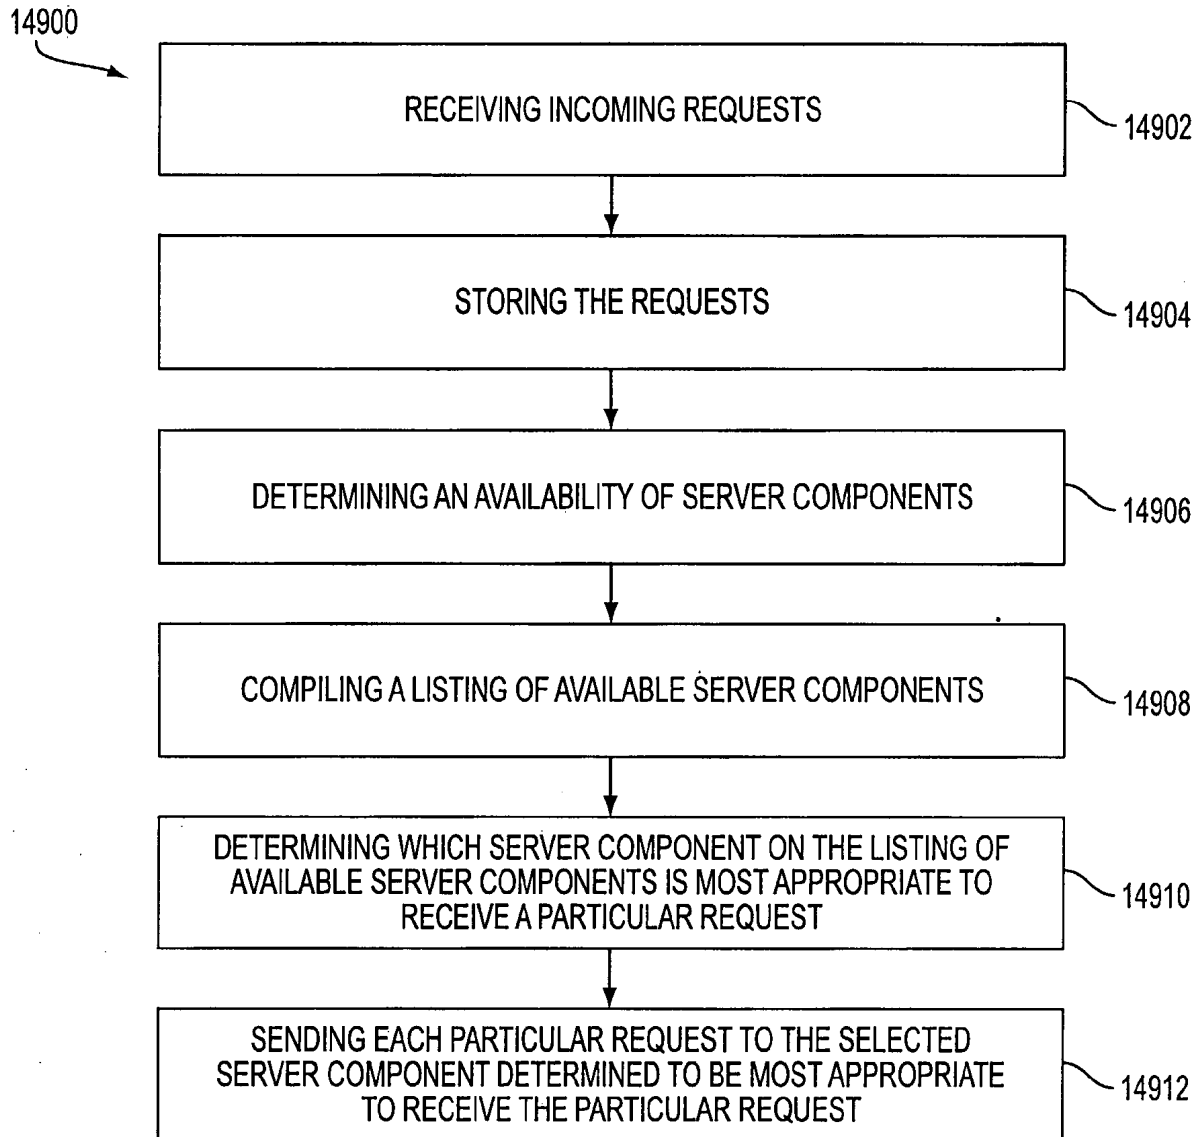 14900
RECEIVING INCOMING REQUESTS
14902
STORING THE REQUESTS
14904
DETERMINING AN AVAILABILITY OF SERVER COMPONENTS
14906
COMPILING A LISTING OF AVAILABLE SERVER COMPONENTS
14908
DETERMINING WHICH SERVER COMPONENT ON THE LISTING OF
AVAILABLE SERVER COMPONENTS IS MOST APPROPRIATE TO
RECEIVE A PARTICULAR REQUEST
14910
SENDING EACH PARTICULAR REQUEST TO THE SELECTED
SERVER COMPONENT DETERMINED TO BE MOST APPROPRIATE
TO RECEIVE THE PARTICULAR REQUEST
14912